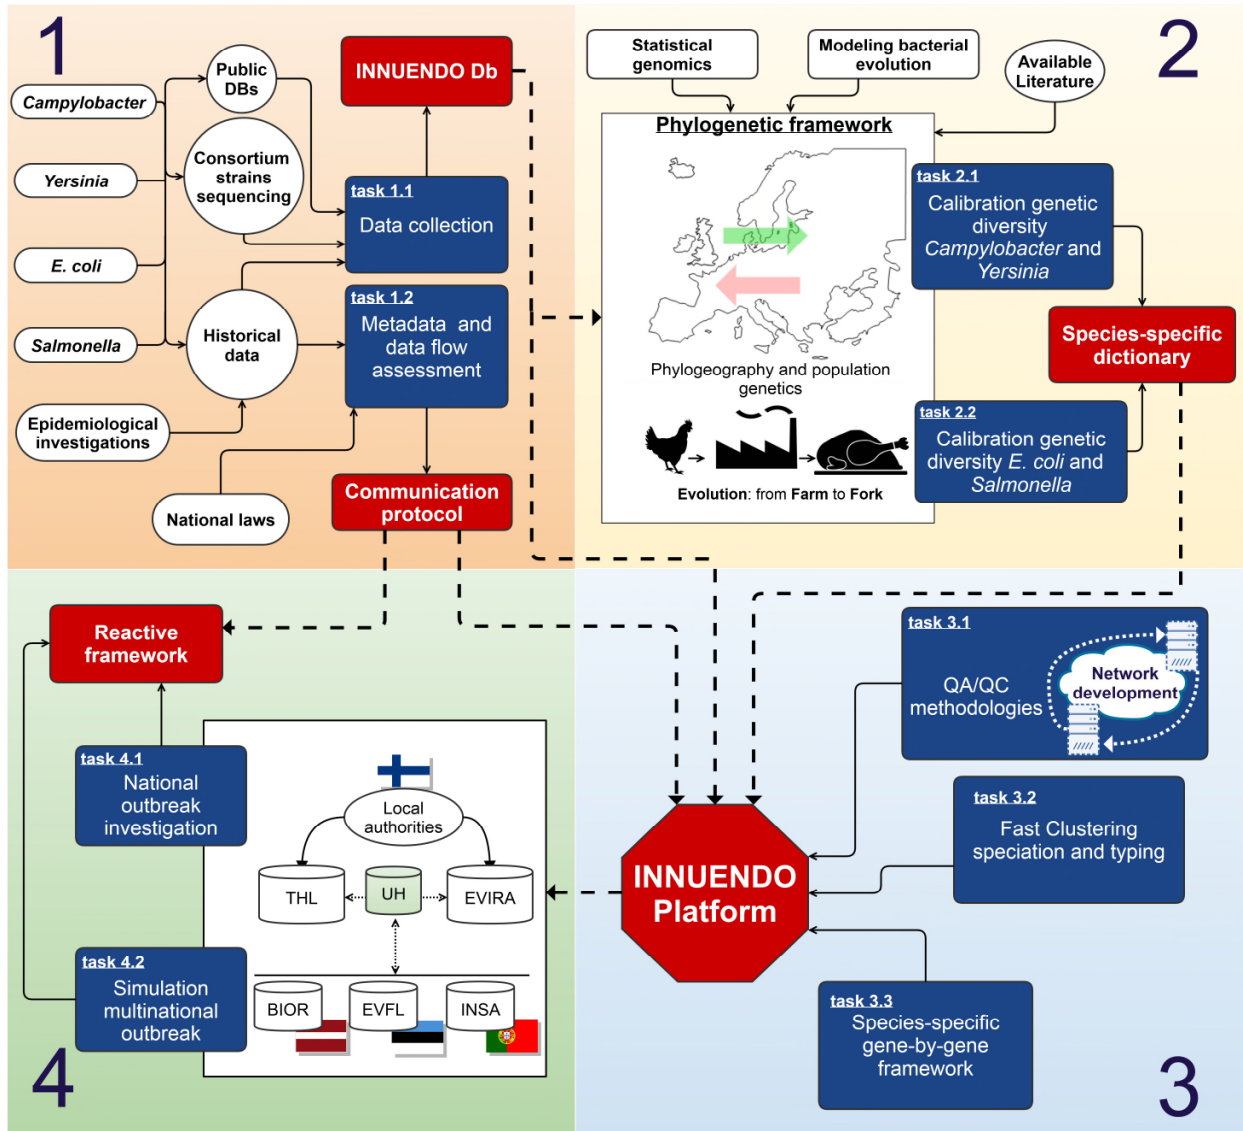 1
Campylobacter
Yersinia
E. coli
Salmonella
Epidemiological
investigations
National laws
Public
DBs
Consortium
strains
sequencing
Historical
data
INNUENDO Db
task 1.1
Data collection
task 1.2
Metadata and
data flow
assessment
Communication
protocol
2
Statistical
genomics
Modeling bacterial
evolution
Available
Literature
Phylogenetic framework
Phylogeography and population
genetics
Evolution: from Farm to Fork
task 2.1
Calibration genetic
diversity
Campylobacter and
Yersinia
Species-specific
dictionary
task 2.2
Calibration genetic
diversity E. coli and
Salmonella
Reactive
framework
task 4.1
National
outbreak
investigation
task 4.2
Simulation
multinational
outbreak
4
Local
authorities
THL
UH
EVIRA
BIOR
EVFL
INSA
INNUENDO
Platform
task 3.1
QA/QC
methodologies
Network
development
task 3.2
Fast Clustering
speciation and typing
task 3.3
Species-specific
gene-by-gene
framework
3